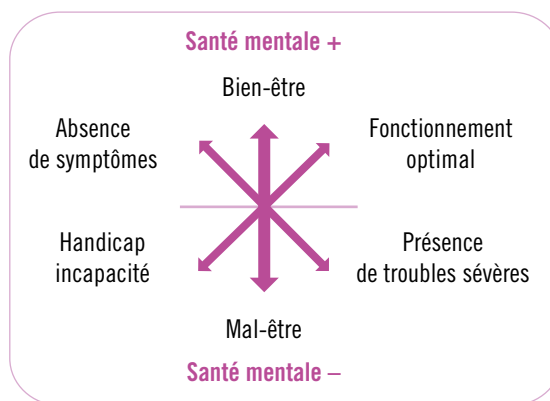 Santé mentale +
Bien-être
Absence
de symptômes
Fonctionnement
optimal
Handicap
incapacité
Présence
de troubles sévères
Mal-être
Santé mentale –